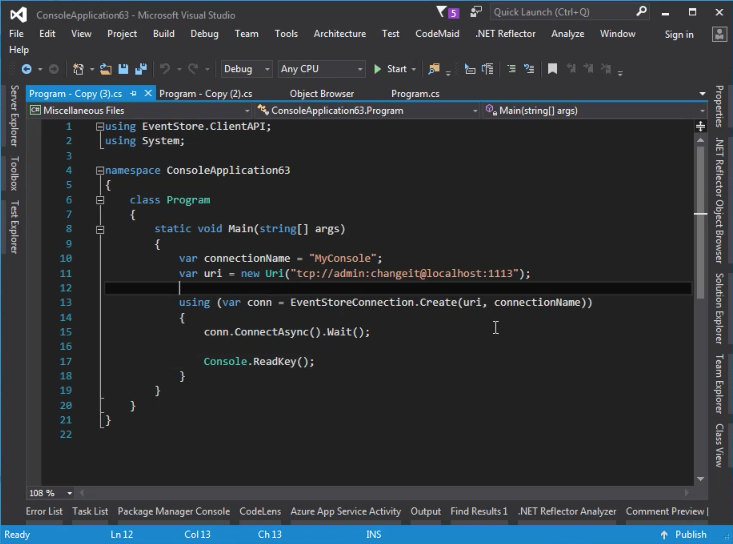 ConsoleApplication63 - Microsoft Visual Studio
5
Quick Launch (Ctrl+Q)
File Edit View Project Build Debug Team Tools Architecture Test CodeMaid .NET Reflector Analyze Window Sign in
Help
Debug Any CPU Start
Program - Copy (3).cs Program - Copy (2).cs Object Browser Program.cs
Miscellaneous Files ConsoleApplication63.Program Main(string[] args)
Server Explorer
Toolbox
Test Explorer
1 using EventStore.ClientAPI;
2 using System;
3
4 namespace ConsoleApplication63
5 {
6 class Program
7 {
8 static void Main(string[] args)
9 {
10 var connectionName = "MyConsole";
11 var uri = new Uri("tcp://admin:changeit@localhost:1113");
12
13 using (var conn = EventStoreConnection.Create(uri, connectionName))
14 {
15 conn.ConnectAsync().Wait();
16
17 Console.ReadKey();
18 }
19 }
20 }
21 }
22
Properties
.NET Reflector Object Browser
Solution Explorer
Team Explorer
Class View
108 %
Error List Task List Package Manager Console CodeLens Azure App Service Activity Output Find Results 1 .NET Reflector Analyzer Comment Preview
Ready Ln 12 Col 13 Ch 13 INS Publish